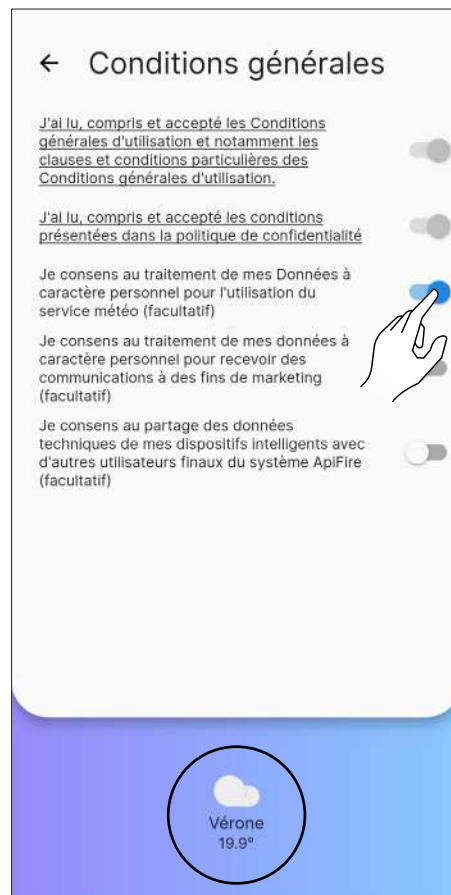 Conditions générales
J'ai lu, compris et accepté les Conditions
générales d'utilisation et notamment les
clauses et conditions particulières des
Conditions générales d'utilisation.
J'ai lu, compris et accepté les conditions
présentées dans la politique de confidentialité
Je consens au traitement de mes Données à
caractère personnel pour l'utilisation du
service météo (facultatif)
Je consens au traitement de mes données à
caractère personnel pour recevoir des
communications à des fins de marketing
(facultatif)
Je consens au partage des données
techniques de mes dispositifs intelligents avec
d'autres utilisateurs finaux du système ApiFire
(facultatif)
Vérone
19.9°